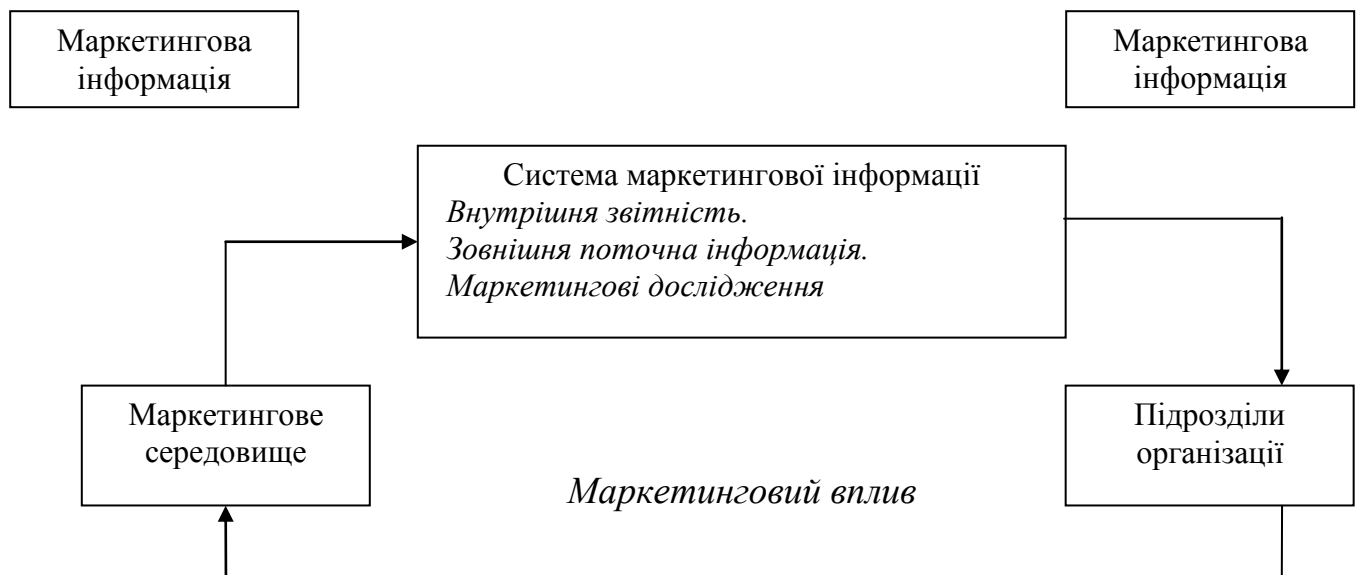 Маркетингова
інформація
Маркетингова
інформація
Система маркетингової інформації
Внутрішня звітність.
Зовнішня поточна інформація.
Маркетингові дослідження
Маркетингове
середовище
Підрозділи
організації
Маркетинговий вплив